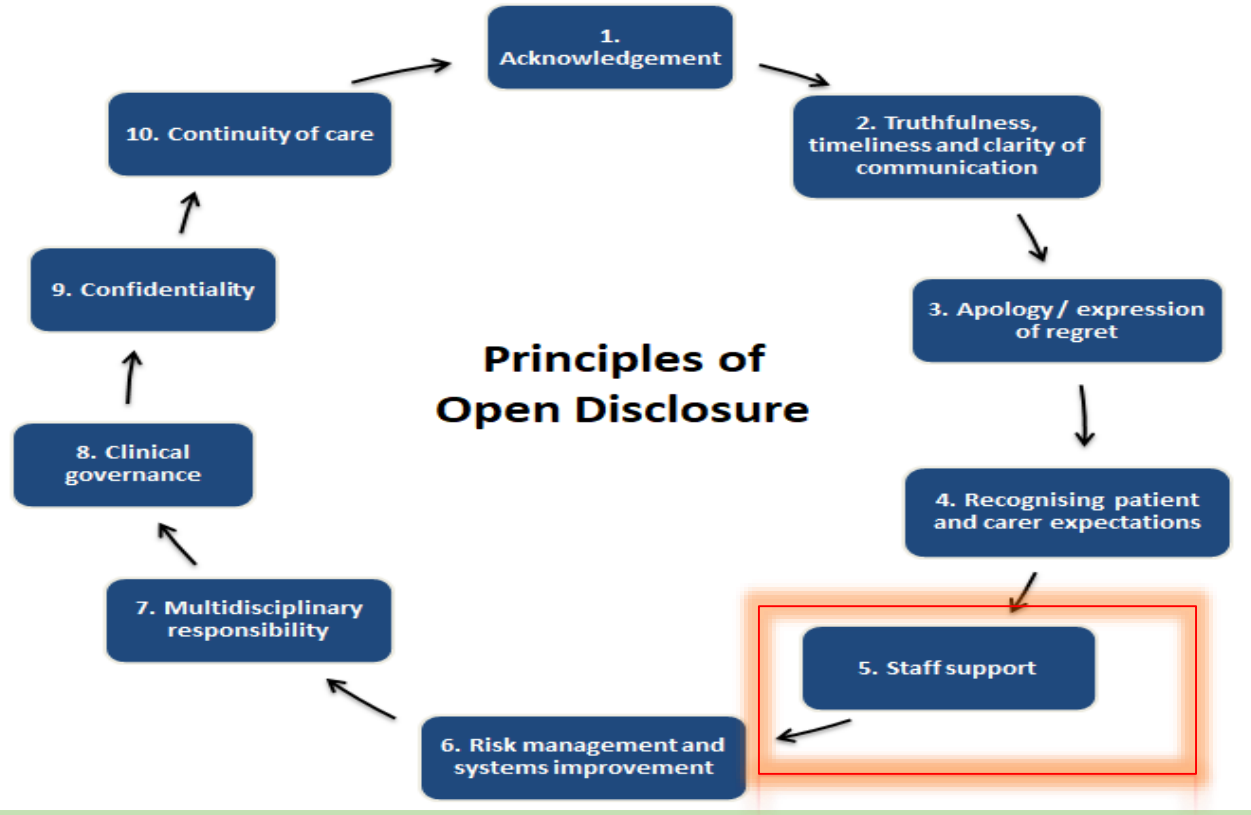 1.
Acknowledgement
2. Truthfulness,
timeliness and clarity of
communication
3. Apology / expression
of regret
4. Recognising patient
and carer expectations
5. Staff support
6. Risk management and
systems improvement
7. Multidisciplinary
responsibility
8. Clinical
governance
9. Confidentiality
10. Continuity of care
Principles of
Open Disclosure